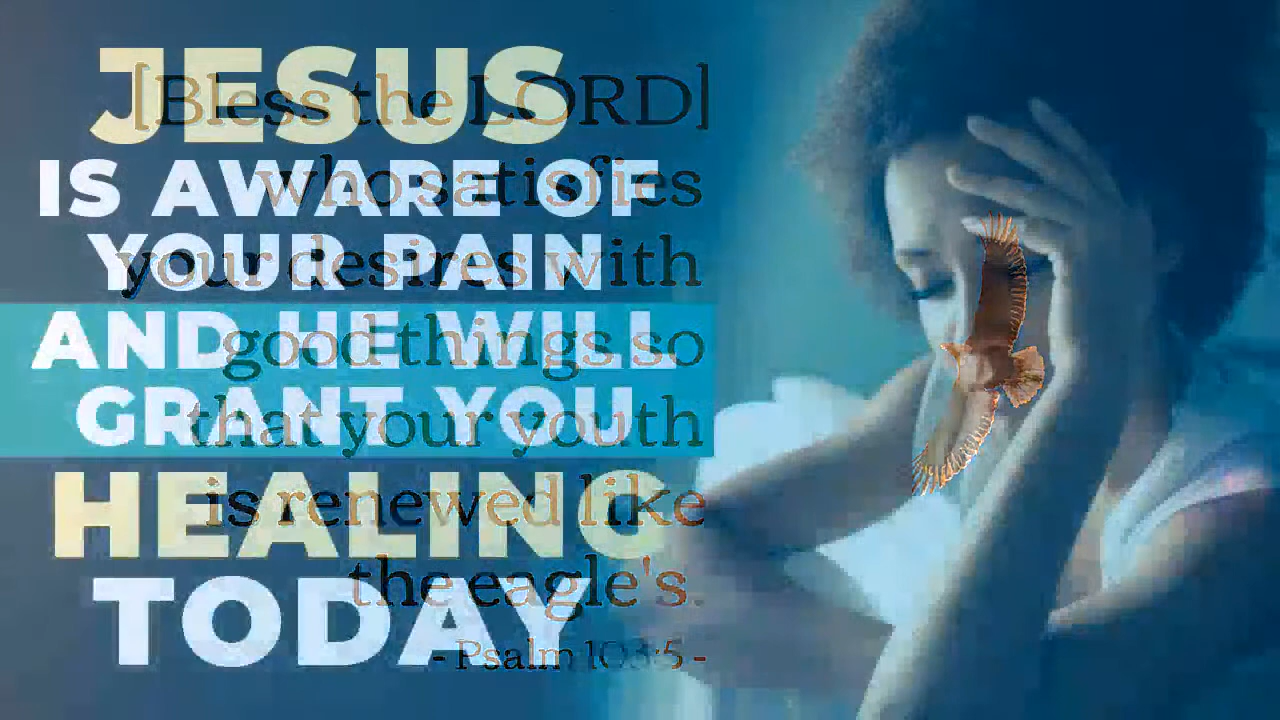 JESUS
IS AWARE OF
YOUR PAIN
AND HE WILL
GRANT YOU
HEALING
TODAY
[Bless the LORD]
who satisfies
your desires with
good things so
that your youth
is renewed like
the eagle's.
- Psalm 103:5 -